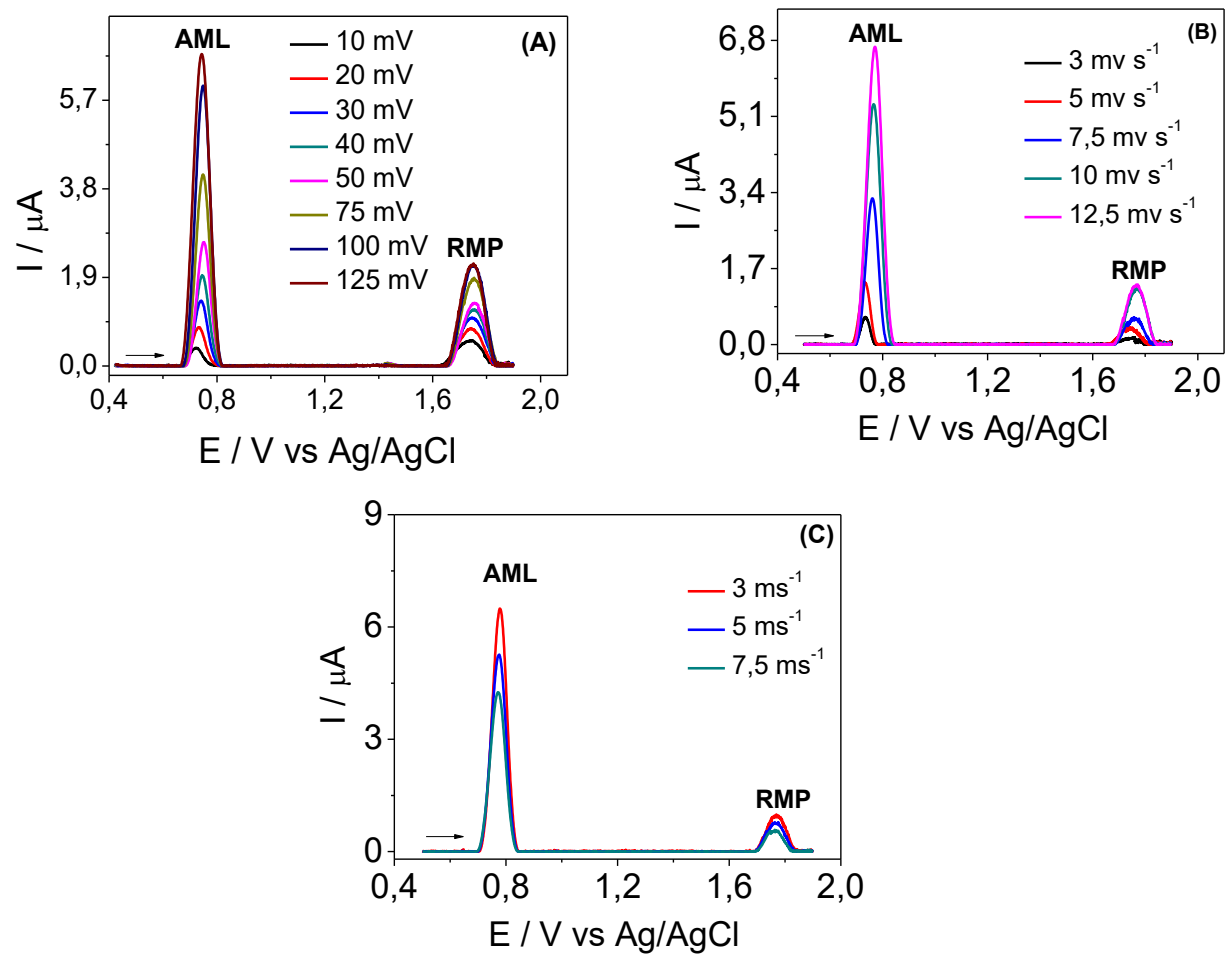 (A)
AML
RMP
10 mV
20 mV
30 mV
40 mV
50 mV
75 mV
100 mV
125 mV
5,7
3,8
1,9
0,0
I / μA
0,4 0,8 1,2 1,6 2,0
E / V vs Ag/AgCl
(B)
AML
RMP
3 mv s⁻¹
5 mv s⁻¹
7,5 mv s⁻¹
10 mv s⁻¹
12,5 mv s⁻¹
6,8
5,1
3,4
1,7
0,0
I / μA
0,4 0,8 1,2 1,6 2,0
E / V vs Ag/AgCl
(C)
AML
RMP
3 ms⁻¹
5 ms⁻¹
7,5 ms⁻¹
9
6
3
0
I / μA
0,4 0,8 1,2 1,6 2,0
E / V vs Ag/AgCl